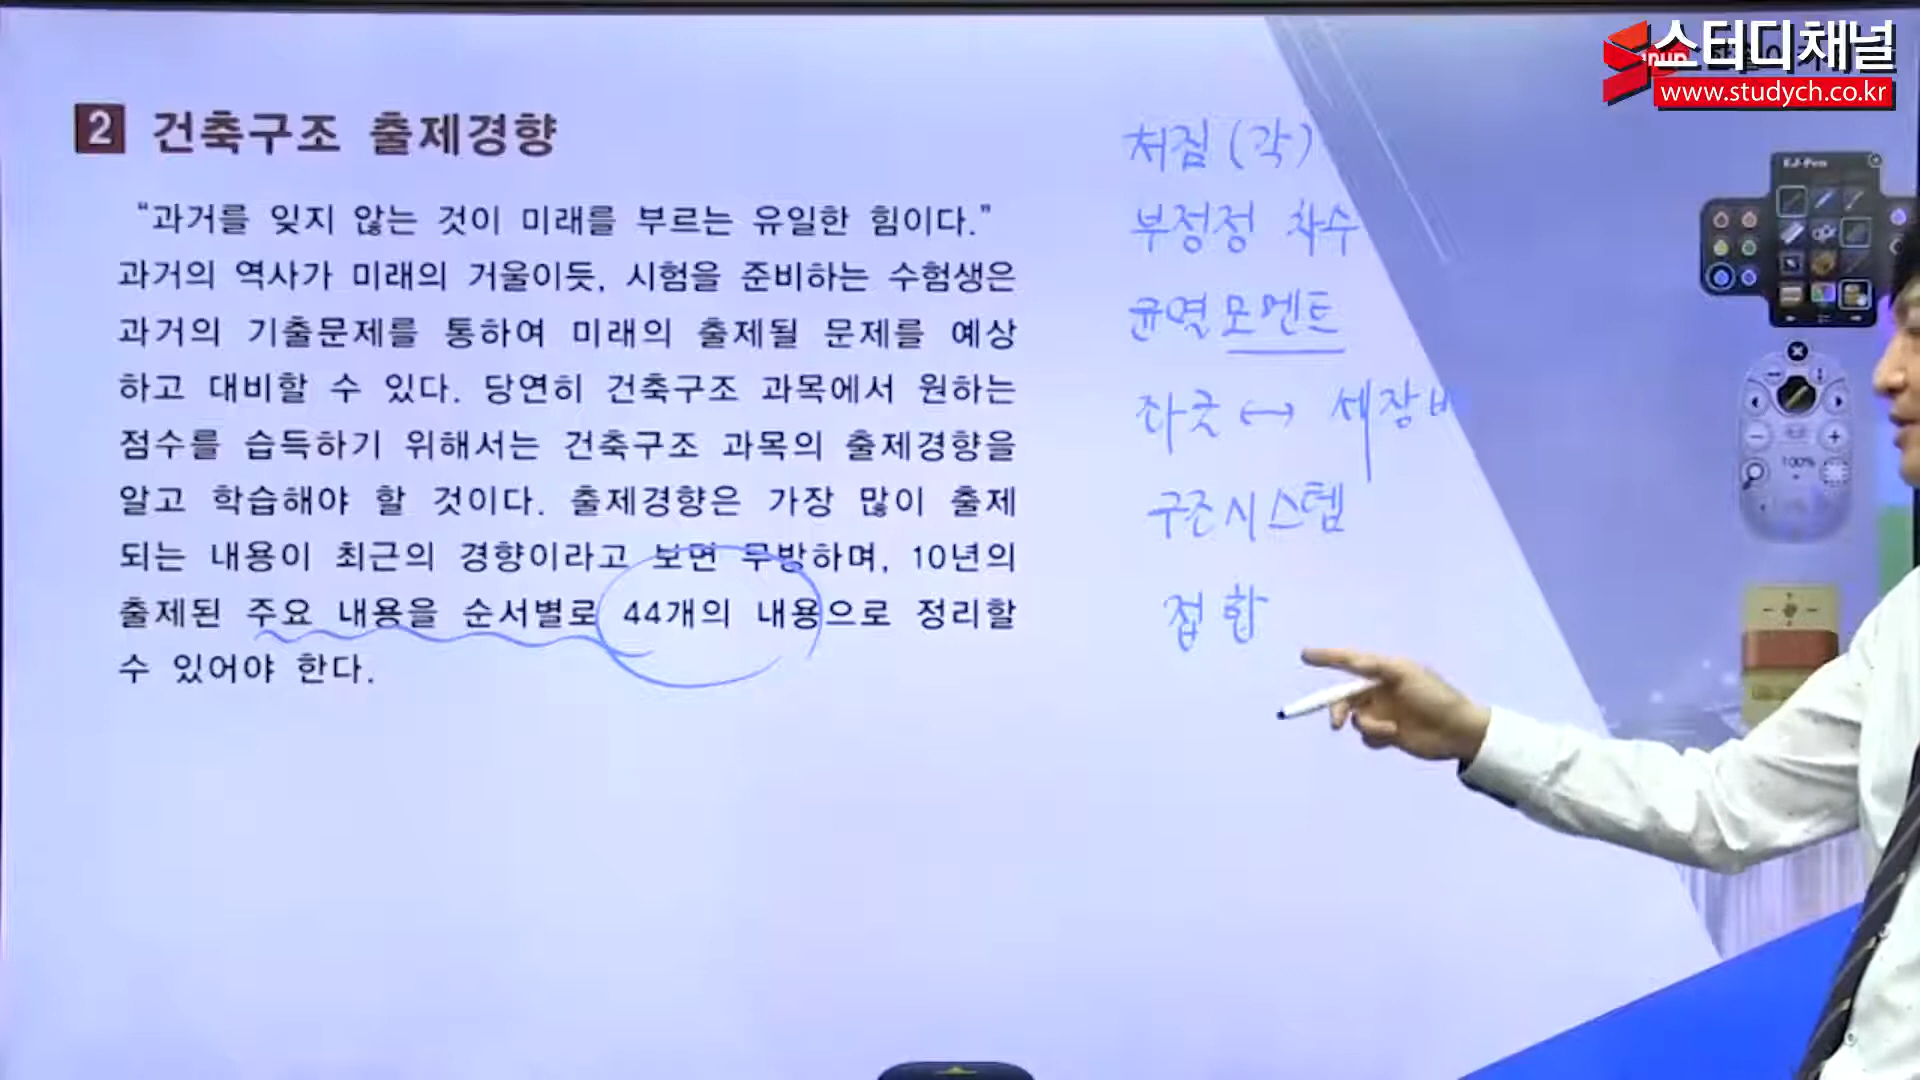 스터디채널
www.studych.co.kr
2 건축구조 출제경향
“과거를 잊지 않는 것이 미래를 부르는 유일한 힘이다.”
과거의 역사가 미래의 거울이듯, 시험을 준비하는 수험생은
과거의 기출문제를 통하여 미래의 출제될 문제를 예상
하고 대비할 수 있다. 당연히 건축구조 과목에서 원하는
점수를 습득하기 위해서는 건축구조 과목의 출제경향을
알고 학습해야 할 것이다. 출제경향은 가장 많이 출제
되는 내용이 최근의 경향이라고 보면 무방하며, 10년의
출제된 주요 내용을 순서별로 44개의 내용으로 정리할
수 있어야 한다.
처짐(각)
부정정 차수
균열모멘트
좌굴 ↔ 세장비
구조시스템
접합
EJ-Pen
100%